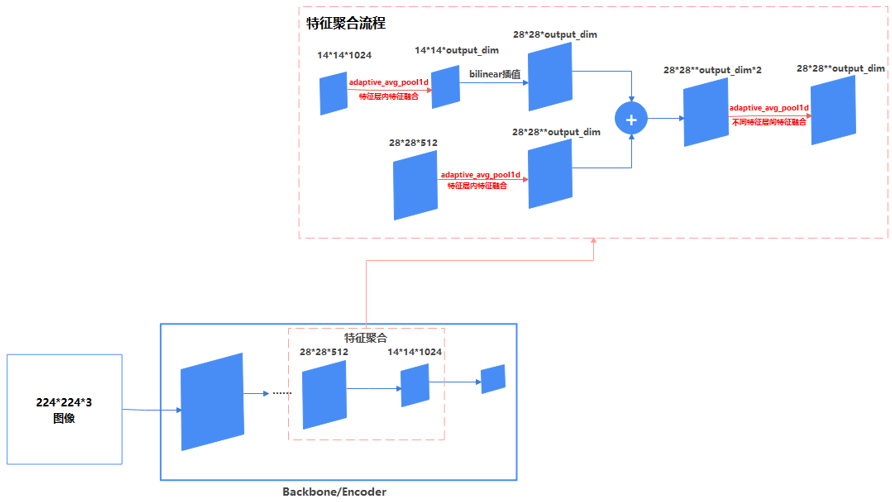 特征聚合流程
14*14*1024
adaptive_avg_pool1d
特征层内特征融合
14*14*output_dim
bilinear插值
28*28*output_dim
28*28*512
adaptive_avg_pool1d
特征层内特征融合
28*28**output_dim
+
28*28**output_dim*2
adaptive_avg_pool1d
不同特征层间特征融合
28*28**output_dim
224*224*3
图像
特征聚合
28*28*512
14*14*1024
......
Backbone/Encoder